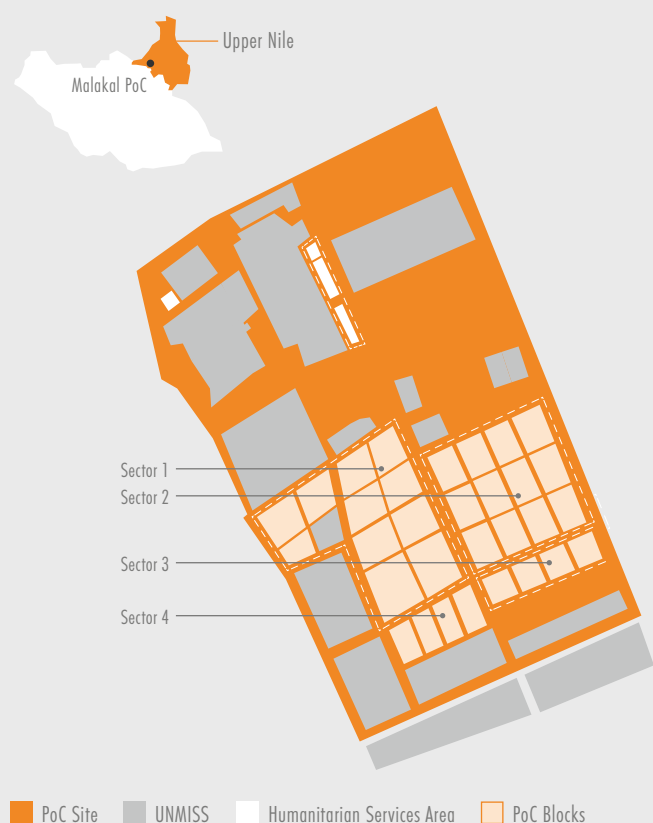 Upper Nile
Malakal PoC
Sector 1
Sector 2
Sector 3
Sector 4
PoC Site
UNMISS
Humanitarian Services Area
PoC Blocks